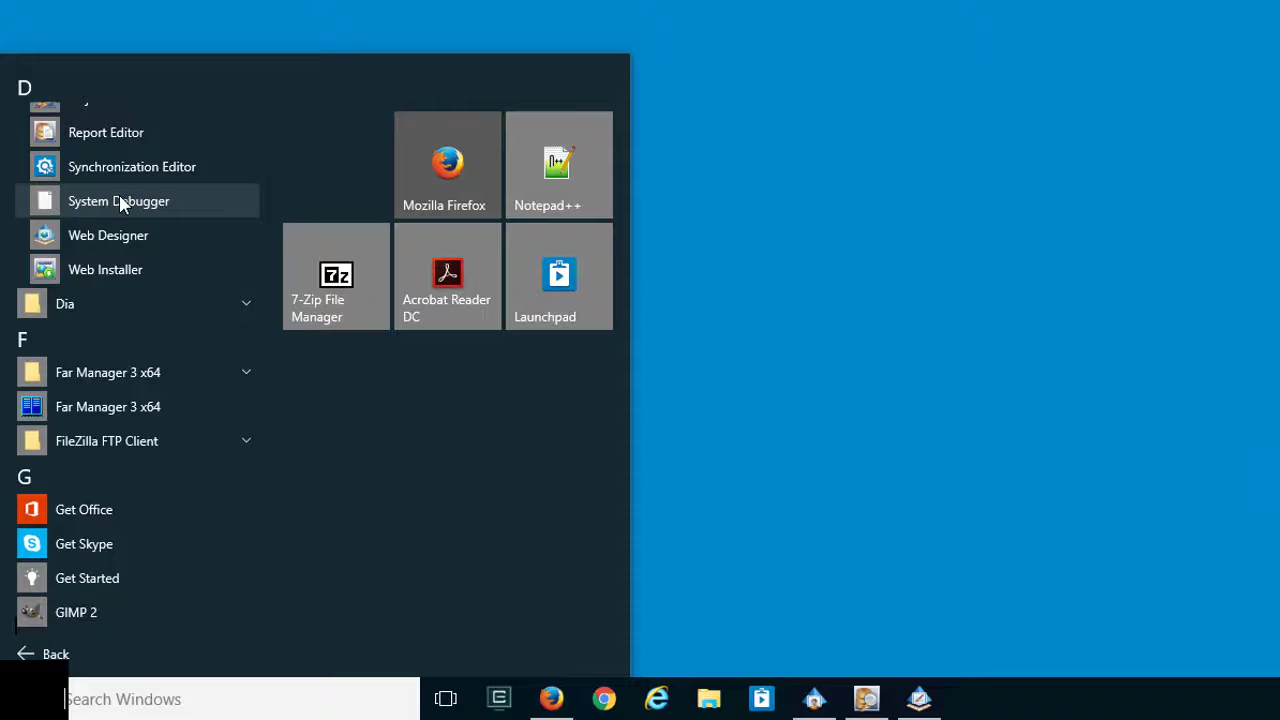 D
Report Editor
Synchronization Editor
System Debugger
Web Designer
Web Installer
Dia
F
Far Manager 3 x64
Far Manager 3 x64
FileZilla FTP Client
G
Get Office
Get Skype
Get Started
GIMP 2
Back
Search Windows
Mozilla Firefox
Notepad++
7-Zip File
Manager
Acrobat Reader
DC
Launchpad